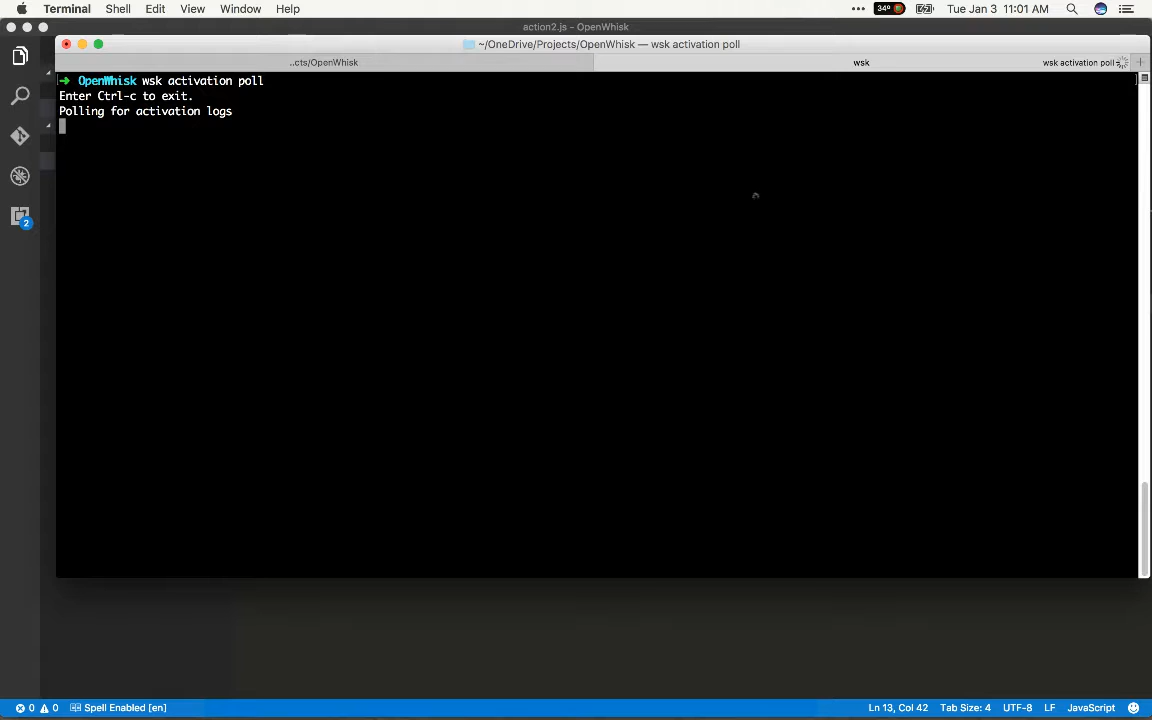 Terminal Shell Edit View Window Help ••• 34° Tue Jan 3 11:01 AM
action2.js — OpenWhisk
~/OneDrive/Projects/OpenWhisk — wsk activation poll
..cts/OpenWhisk wsk wsk activation poll
➜ OpenWhisk wsk activation poll
Enter Ctrl-c to exit.
Polling for activation logs
2
0 0 Spell Enabled [en] Ln 13, Col 42 Tab Size: 4 UTF-8 LF JavaScript